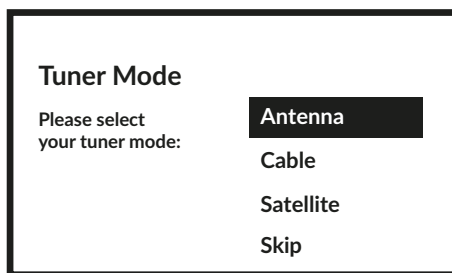 Tuner Mode
Please select
your tuner mode:
Antenna
Cable
Satellite
Skip